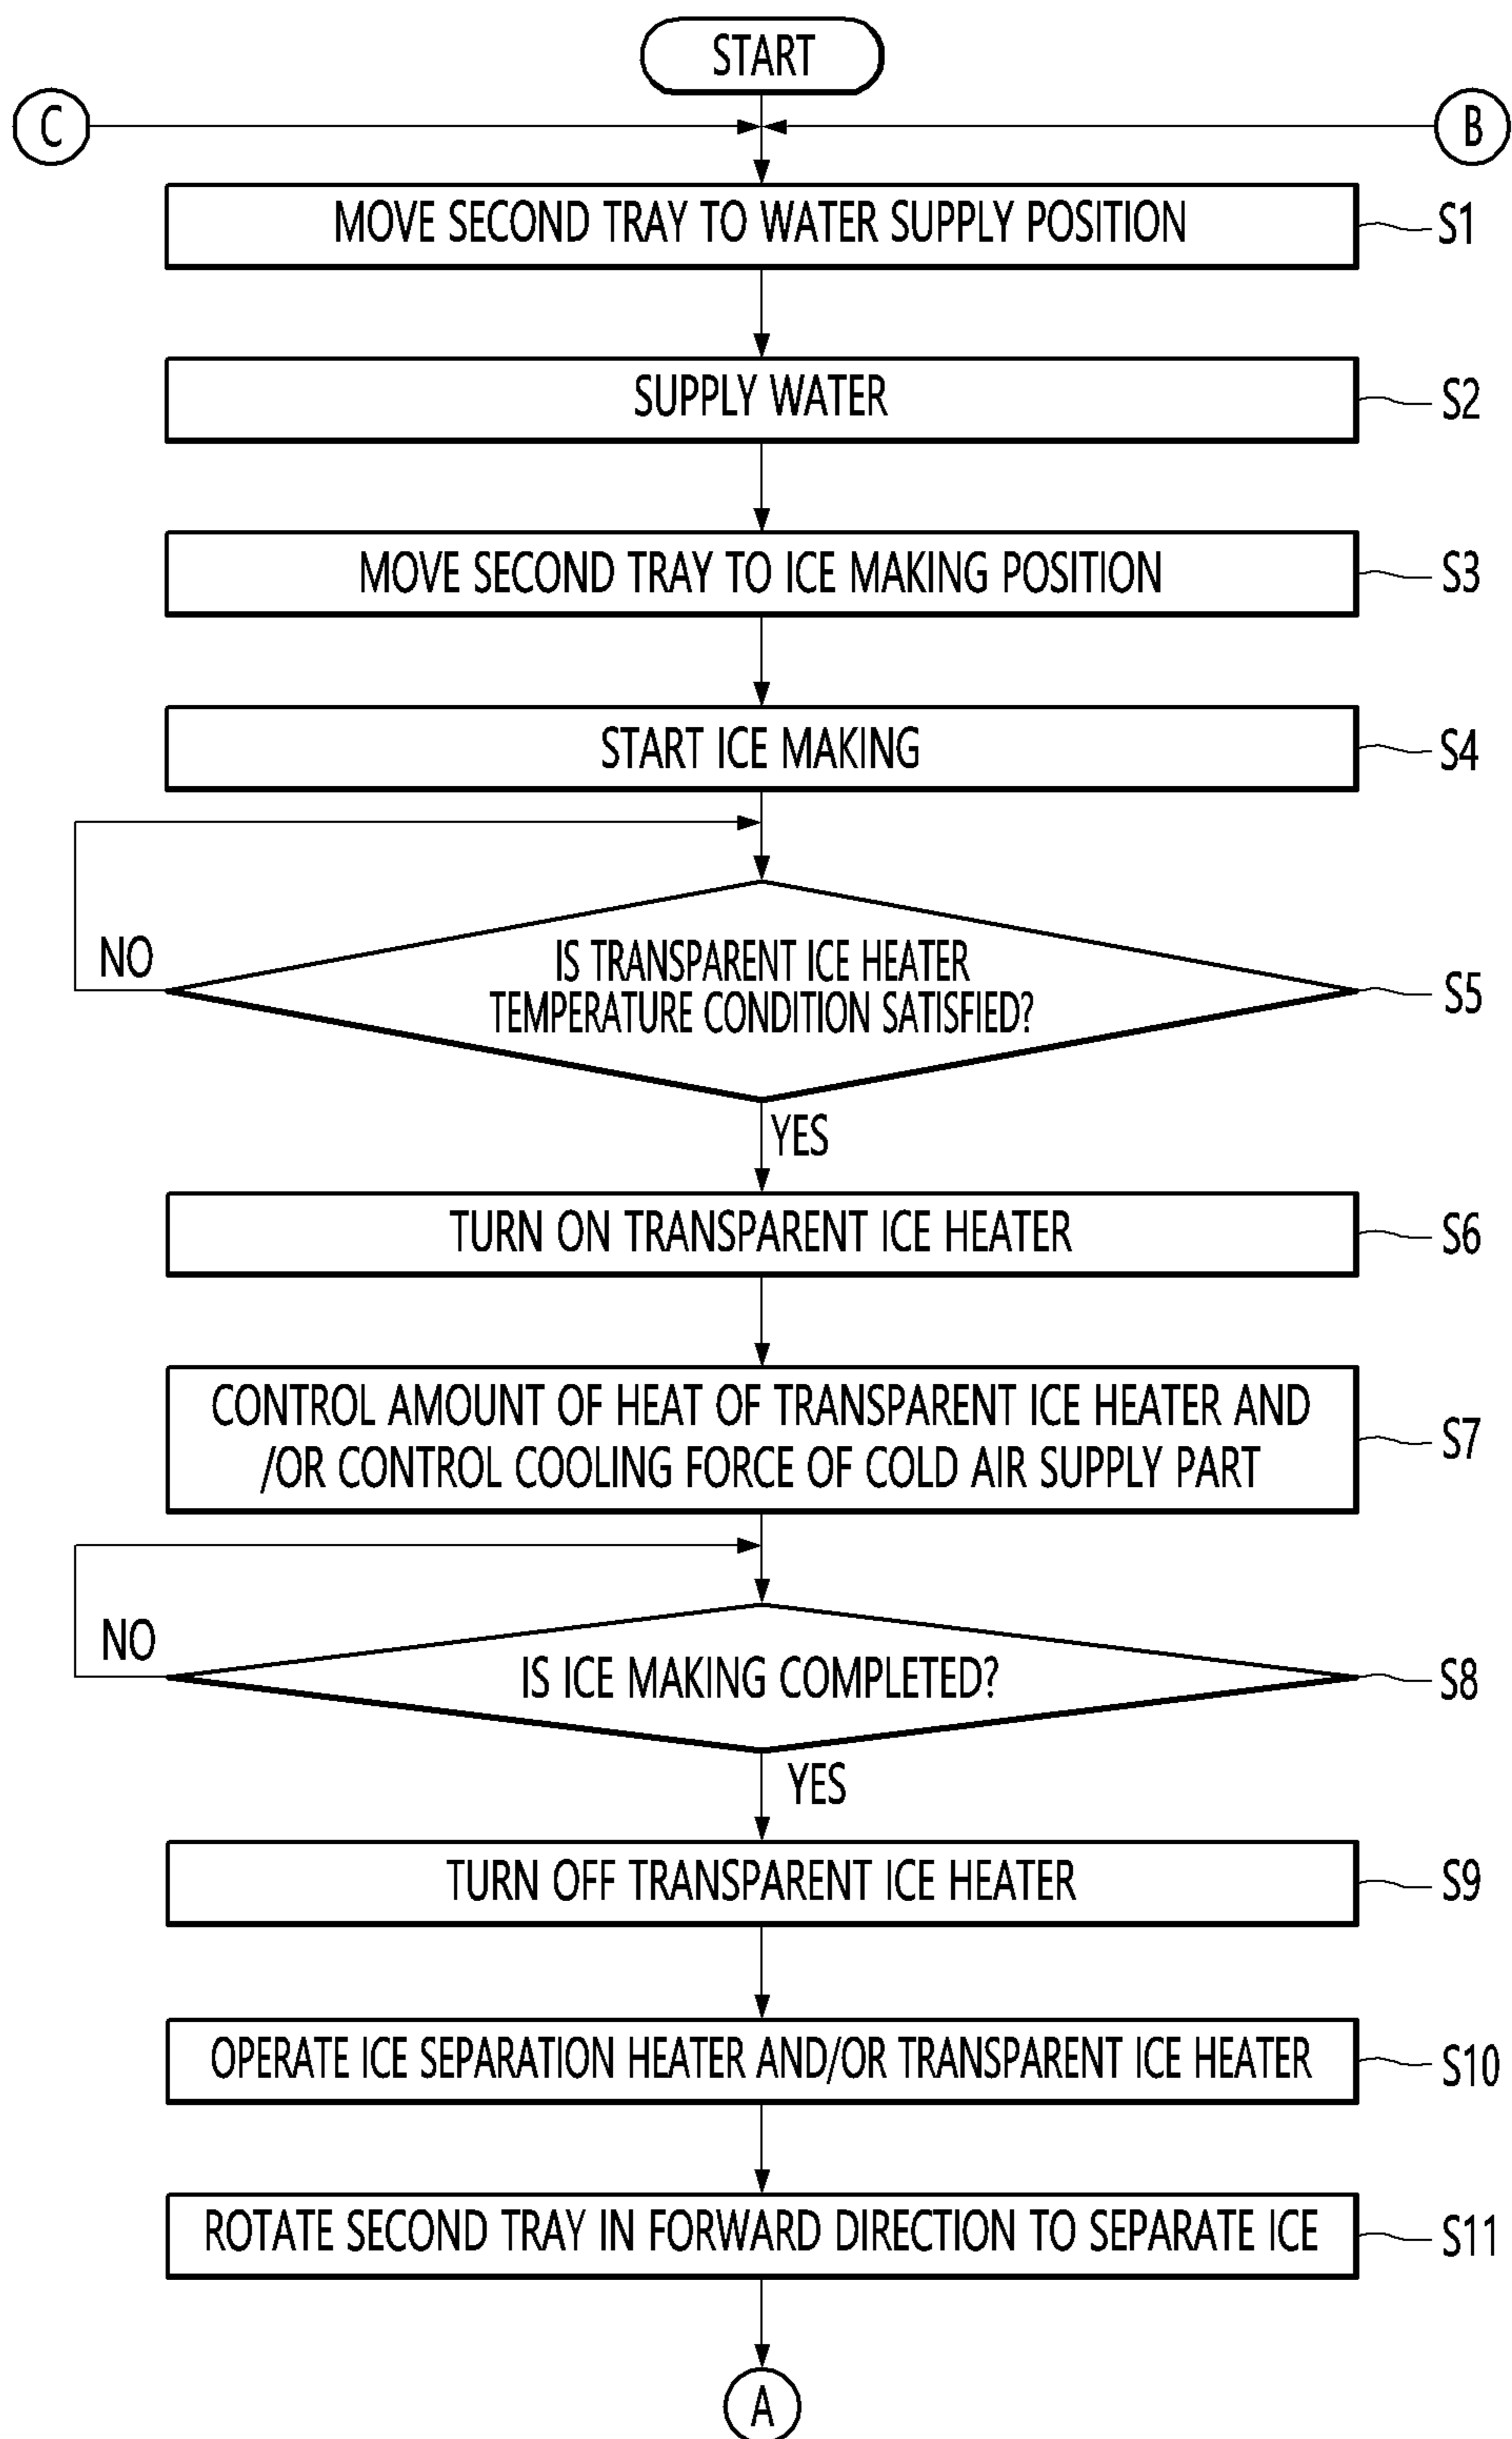 START
C
B
MOVE SECOND TRAY TO WATER SUPPLY POSITION
S1
SUPPLY WATER
S2
MOVE SECOND TRAY TO ICE MAKING POSITION
S3
START ICE MAKING
S4
NO
IS TRANSPARENT ICE HEATER
TEMPERATURE CONDITION SATISFIED?
S5
YES
TURN ON TRANSPARENT ICE HEATER
S6
CONTROL AMOUNT OF HEAT OF TRANSPARENT ICE HEATER AND
/OR CONTROL COOLING FORCE OF COLD AIR SUPPLY PART
S7
NO
IS ICE MAKING COMPLETED?
S8
YES
TURN OFF TRANSPARENT ICE HEATER
S9
OPERATE ICE SEPARATION HEATER AND/OR TRANSPARENT ICE HEATER
S10
ROTATE SECOND TRAY IN FORWARD DIRECTION TO SEPARATE ICE
S11
A